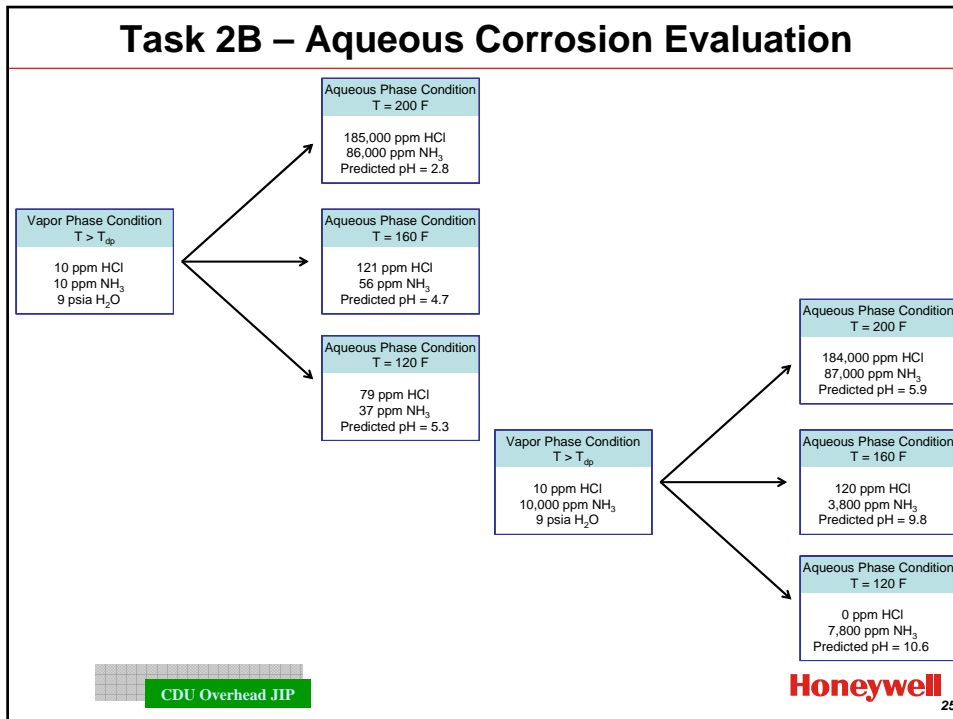 Task 2B – Aqueous Corrosion Evaluation
Aqueous Phase Condition
T = 200 F
185,000 ppm HCl
86,000 ppm NH₃
Predicted pH = 2.8
Vapor Phase Condition
T > T_dp
10 ppm HCl
10 ppm NH₃
9 psia H₂O
Aqueous Phase Condition
T = 160 F
121 ppm HCl
56 ppm NH₃
Predicted pH = 4.7
Aqueous Phase Condition
T = 120 F
79 ppm HCl
37 ppm NH₃
Predicted pH = 5.3
Vapor Phase Condition
T > T_dp
10 ppm HCl
10,000 ppm NH₃
9 psia H₂O
Aqueous Phase Condition
T = 200 F
184,000 ppm HCl
87,000 ppm NH₃
Predicted pH = 5.9
Aqueous Phase Condition
T = 160 F
120 ppm HCl
3,800 ppm NH₃
Predicted pH = 9.8
Aqueous Phase Condition
T = 120 F
0 ppm HCl
7,800 ppm NH₃
Predicted pH = 10.6
CDU Overhead JIP
Honeywell
25